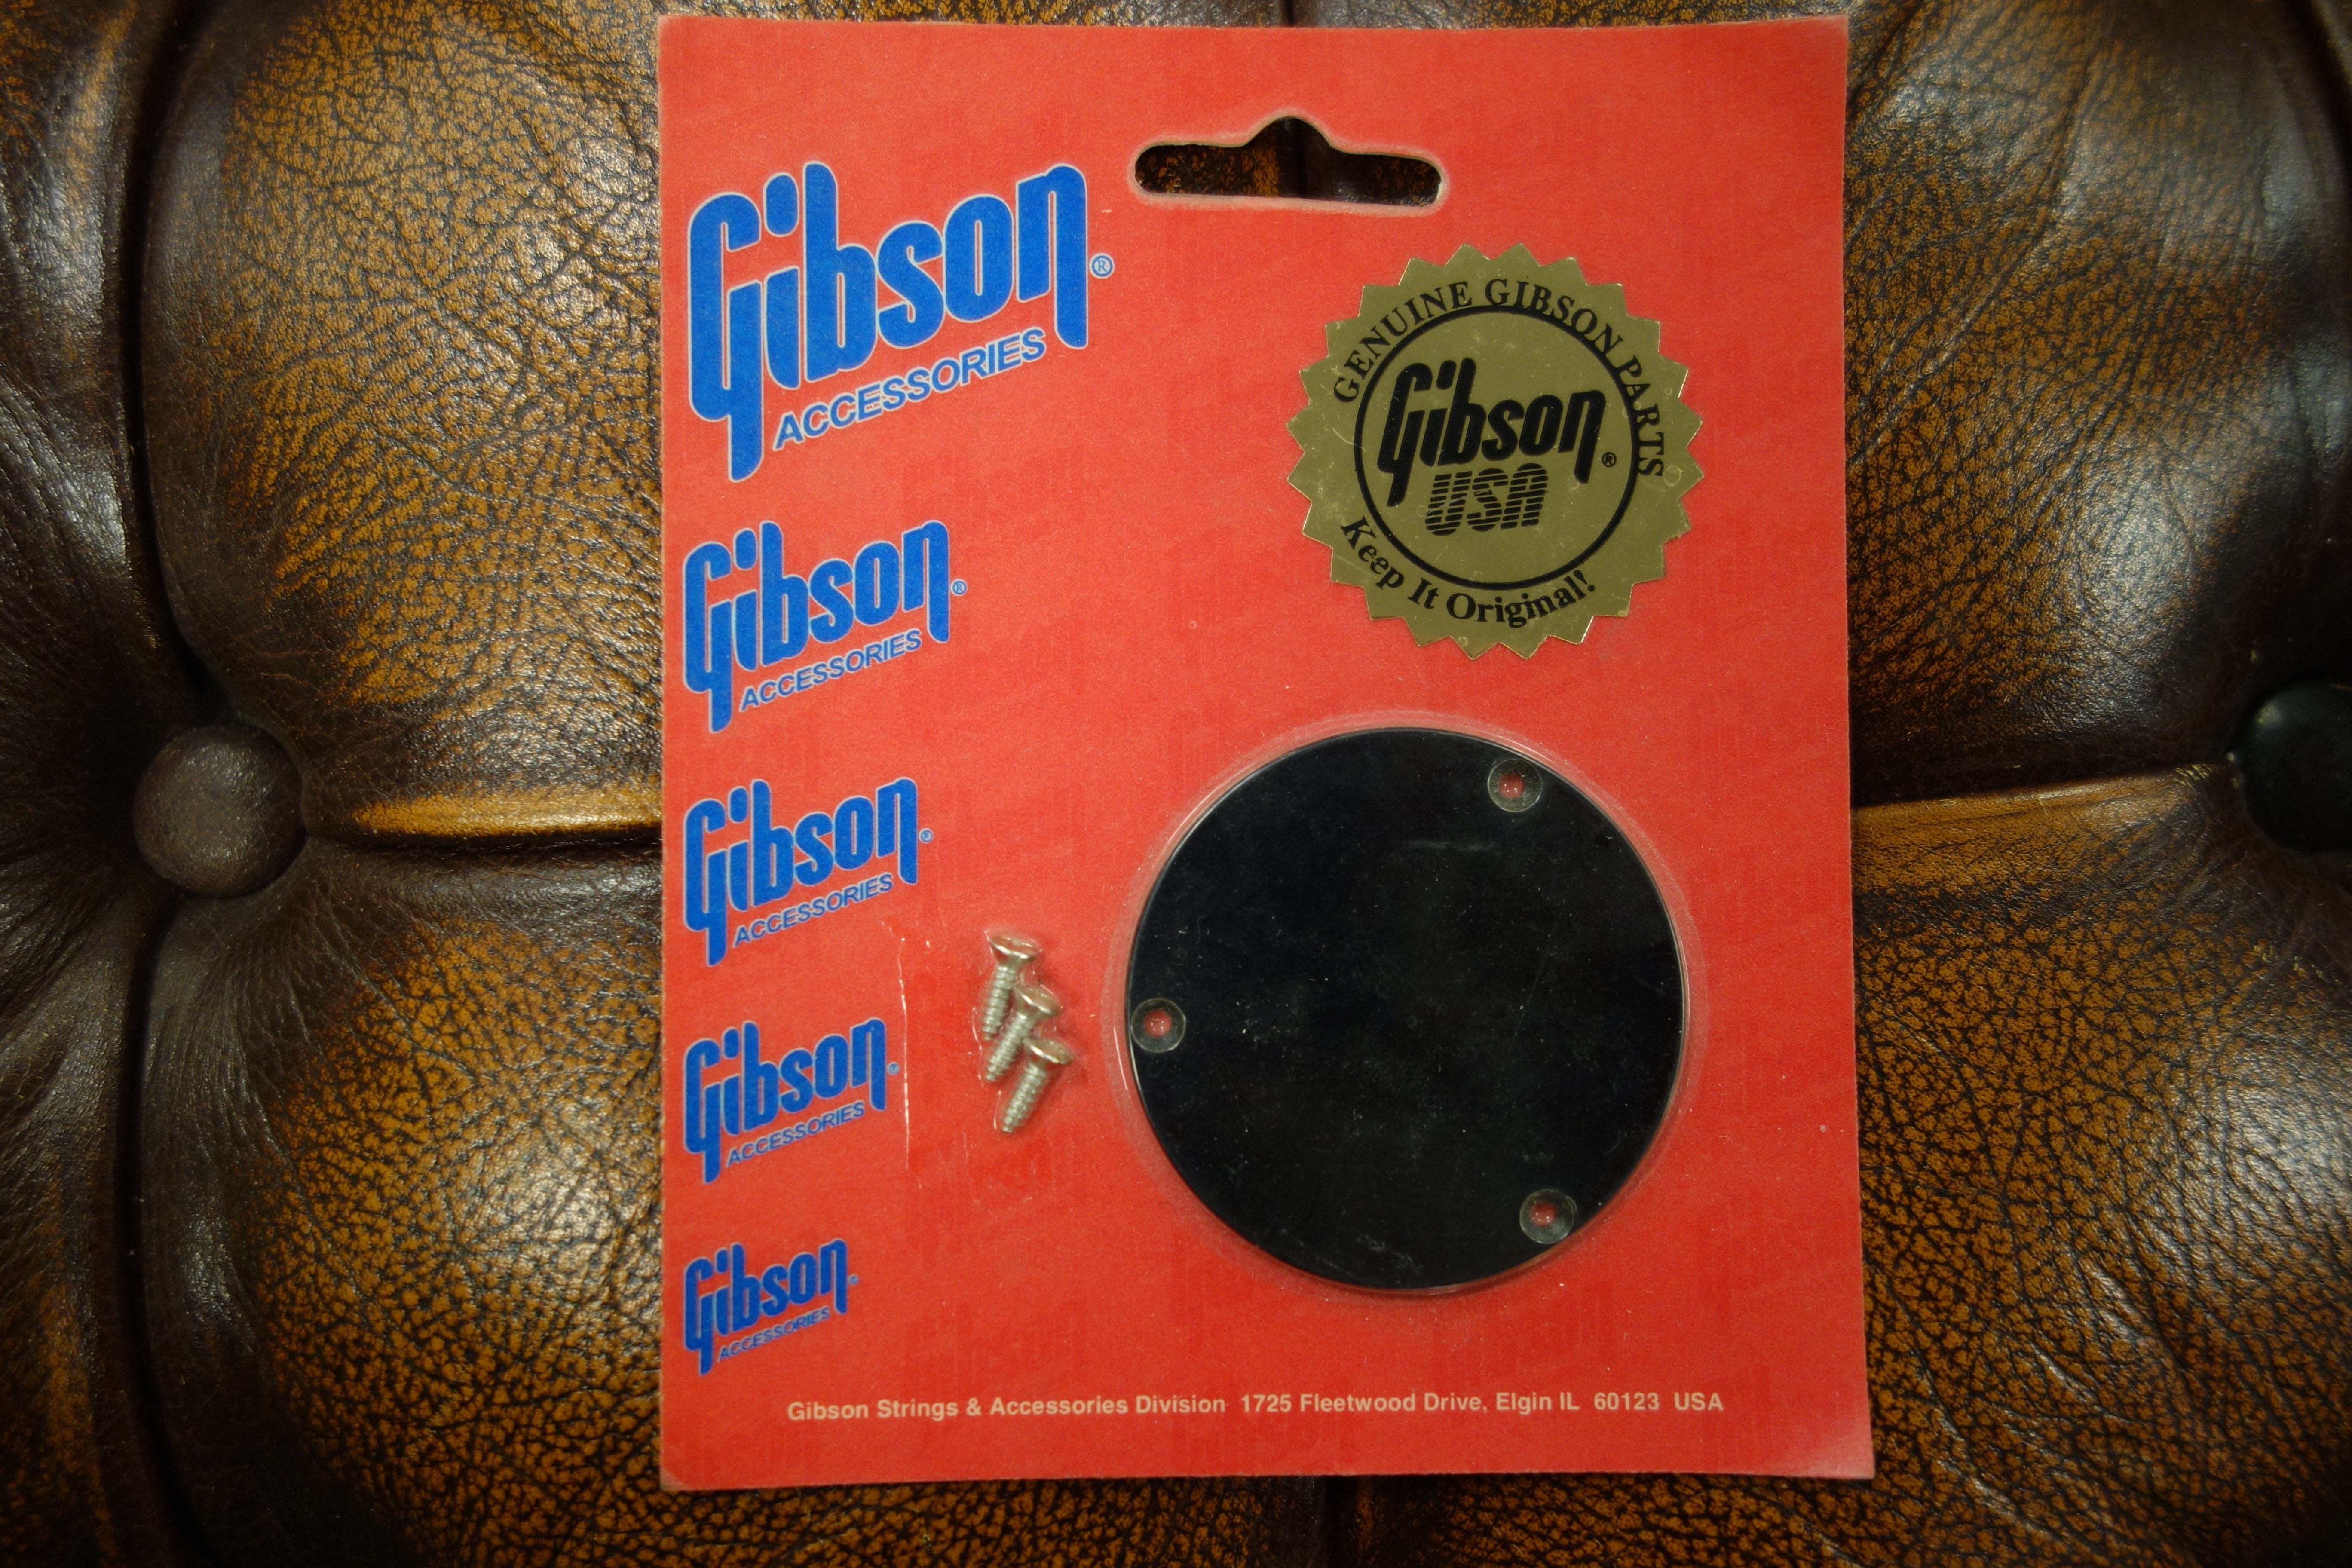 Gibson®
ACCESSORIES
GENUINE GIBSON PARTS
Gibson®
USA
Keep It Original!
Gibson®
ACCESSORIES
Gibson®
ACCESSORIES
Gibson®
ACCESSORIES
Gibson®
ACCESSORIES
Gibson Strings & Accessories Division 1725 Fleetwood Drive, Elgin IL 60123 USA